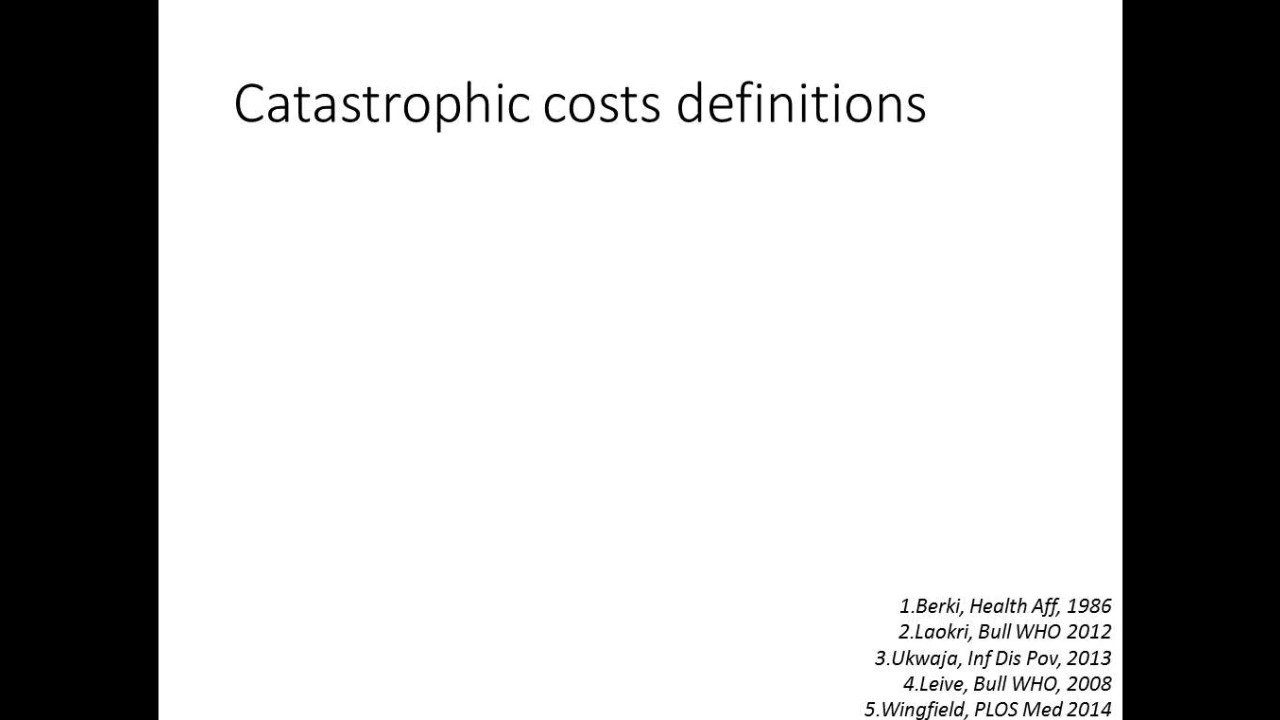 Catastrophic costs definitions
1.Berki, Health Aff, 1986
2.Laokri, Bull WHO 2012
3.Ukwaja, Inf Dis Pov, 2013
4.Leive, Bull WHO, 2008
5.Wingfield, PLOS Med 2014